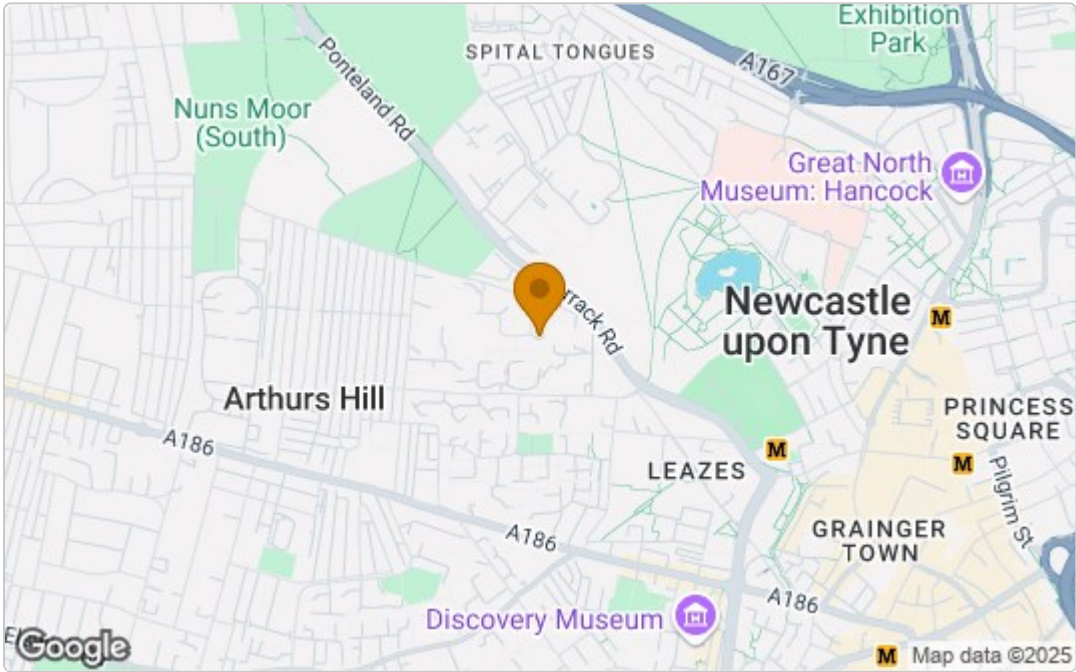 Exhibition
Park
SPITAL TONGUES
A167
Ponteland Rd
Nuns Moor
(South)
Great North
Museum: Hancock
Newcastle
upon Tyne
rrack Rd
M
Arthurs Hill
PRINCESS
SQUARE
A186
M
M
LEAZES
Pilgrim St
GRAINGER
TOWN
A186
A186
Discovery Museum
Google
M
Map data ©2025